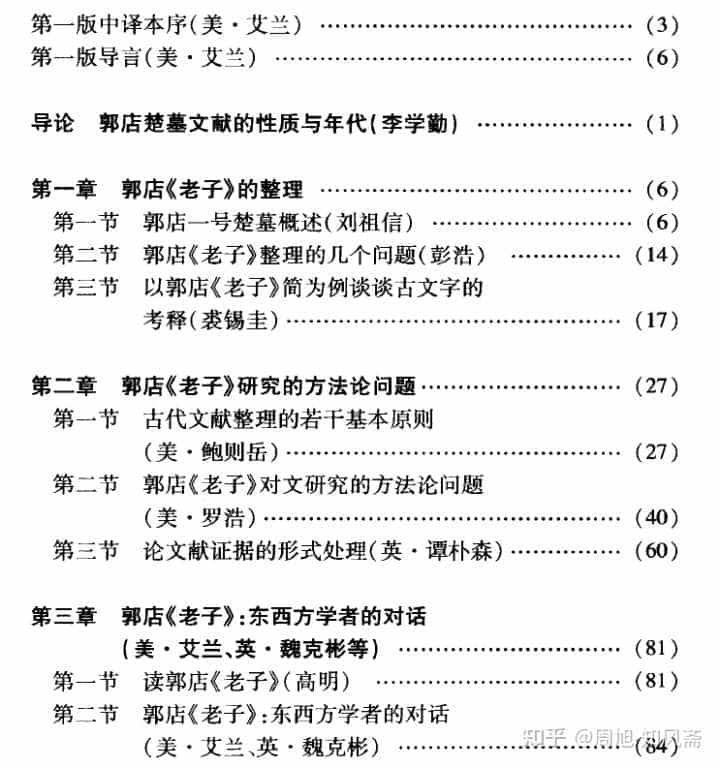 第一版中译本序(美·艾兰) ……………………………… (3)
第一版导言(美·艾兰) ……………………………… (6)
导论 郭店楚墓文献的性质与年代(李学勤) …………… (1)
第一章 郭店《老子》的整理 ………………………… (6)
第一节 郭店一号楚墓概述(刘祖信) ………………… (6)
第二节 郭店《老子》整理的几个问题(彭浩) ………… (14)
第三节 以郭店《老子》简为例谈谈古文字的
考释(裘锡圭) …………………………… (17)
第二章 郭店《老子》研究的方法论问题 ……………… (27)
第一节 古代文献整理的若干基本原则
(美·鲍则岳) …………………………… (27)
第二节 郭店《老子》对文研究的方法论问题
(美·罗浩) ……………………………… (40)
第三节 论文献证据的形式处理(英·谭朴森) ………… (60)
第三章 郭店《老子》:东西方学者的对话
(美·艾兰、英·魏克彬等) ………………… (81)
第一节 读郭店《老子》(高明) …………………… (81)
第二节 郭店《老子》:东西方学者的对话
(美·艾兰、英·魏克彬) ………………… (84)
知乎 @周旭-知风斋